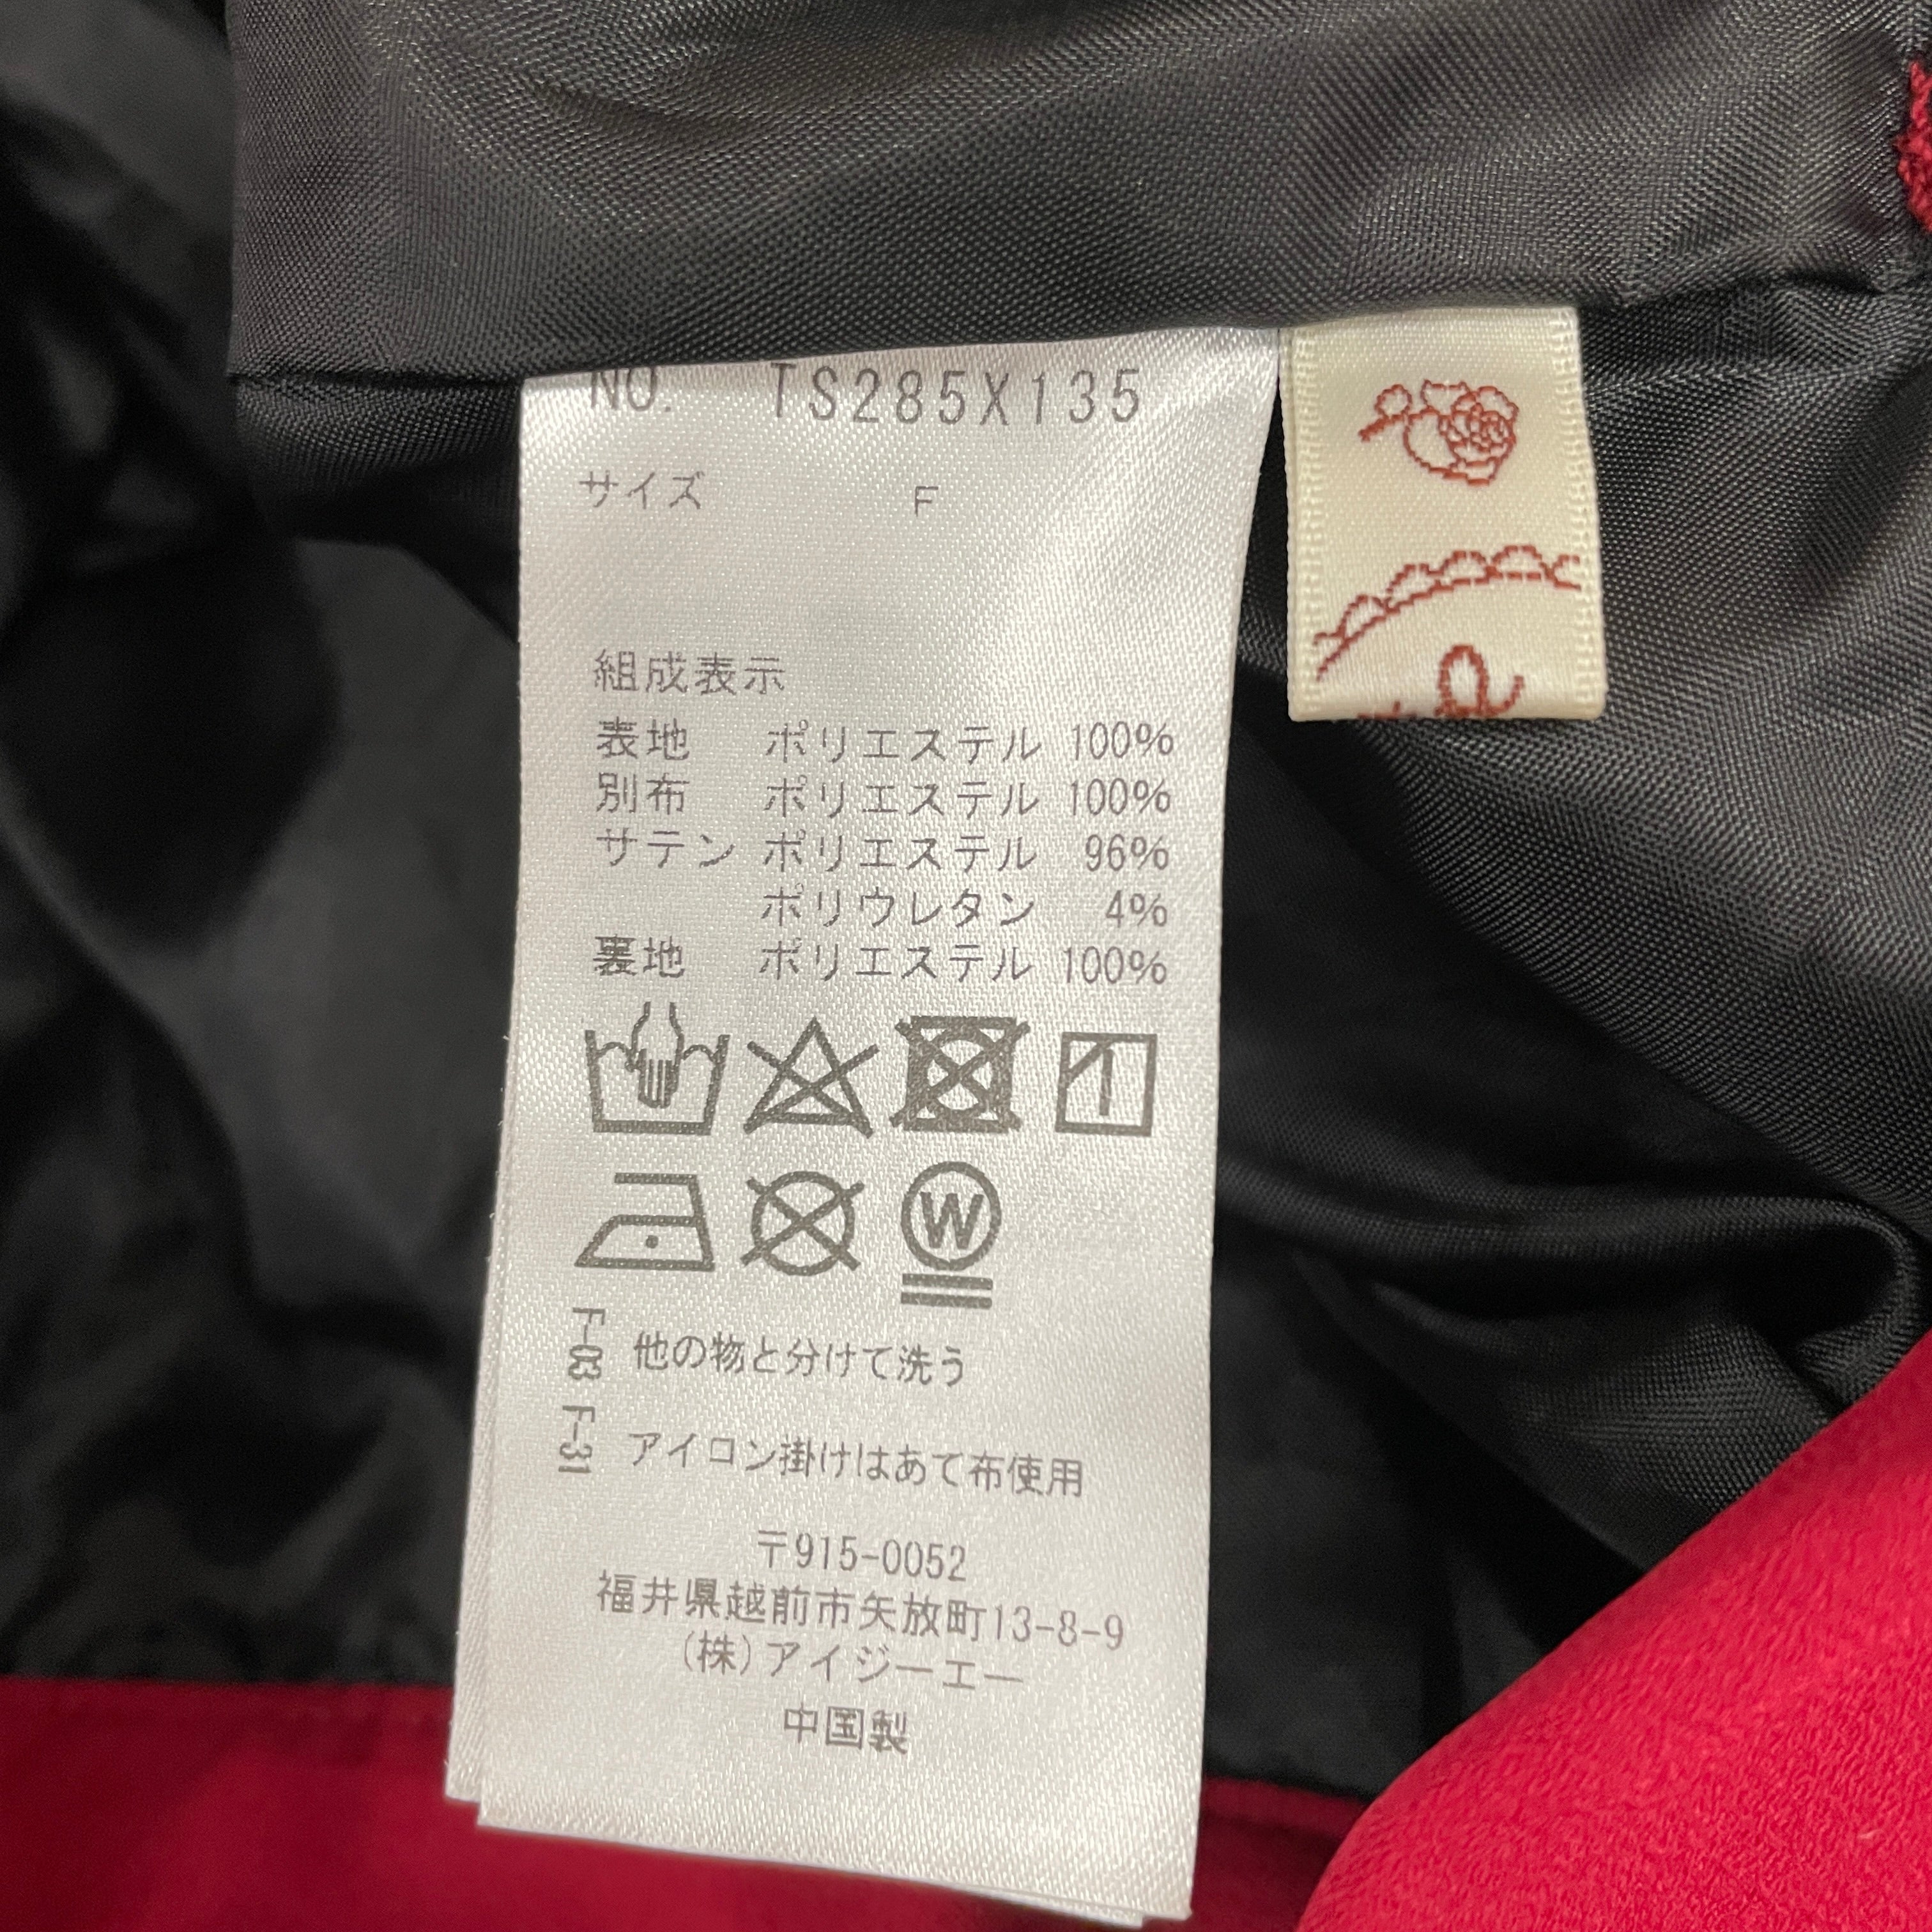 NO. TS285X135
サイズ F
組成表示
表地 ポリエステル 100%
別布 ポリエステル 100%
サテン ポリエステル 96%
ポリウレタン 4%
裏地 ポリエステル 100%
W
F-03 他の物と分けて洗う
F-31 アイロン掛けはあて布使用
〒915-0052
福井県越前市矢放町13-8-9
(株)アイジーエー
中国製